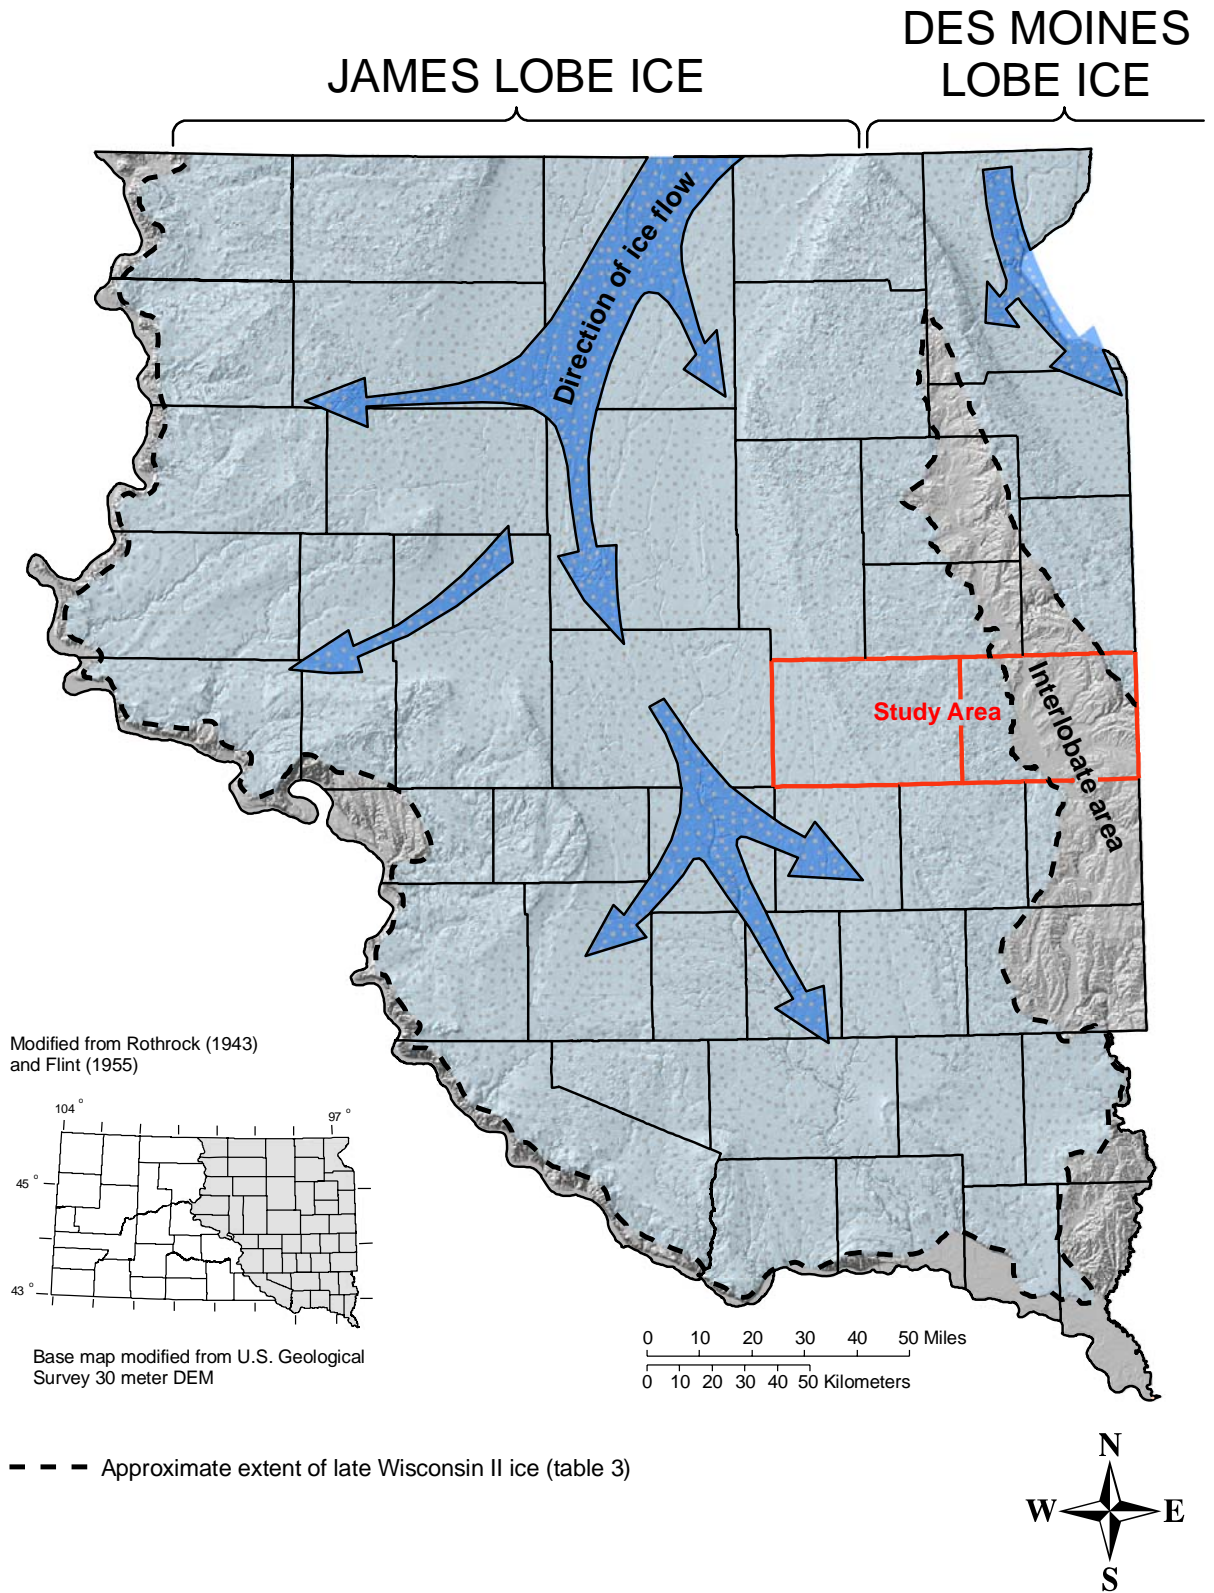 JAMES LOBE ICE
DES MOINES
LOBE ICE
Direction of ice flow
Study Area
Interlobate area
Modified from Rothrock (1943)
and Flint (1955)
104 °
97 °
45 °
43 °
Base map modified from U.S. Geological
Survey 30 meter DEM
0 10 20 30 40 50 Miles
0 10 20 30 40 50 Kilometers
Approximate extent of late Wisconsin II ice (table 3)
N
W E
S